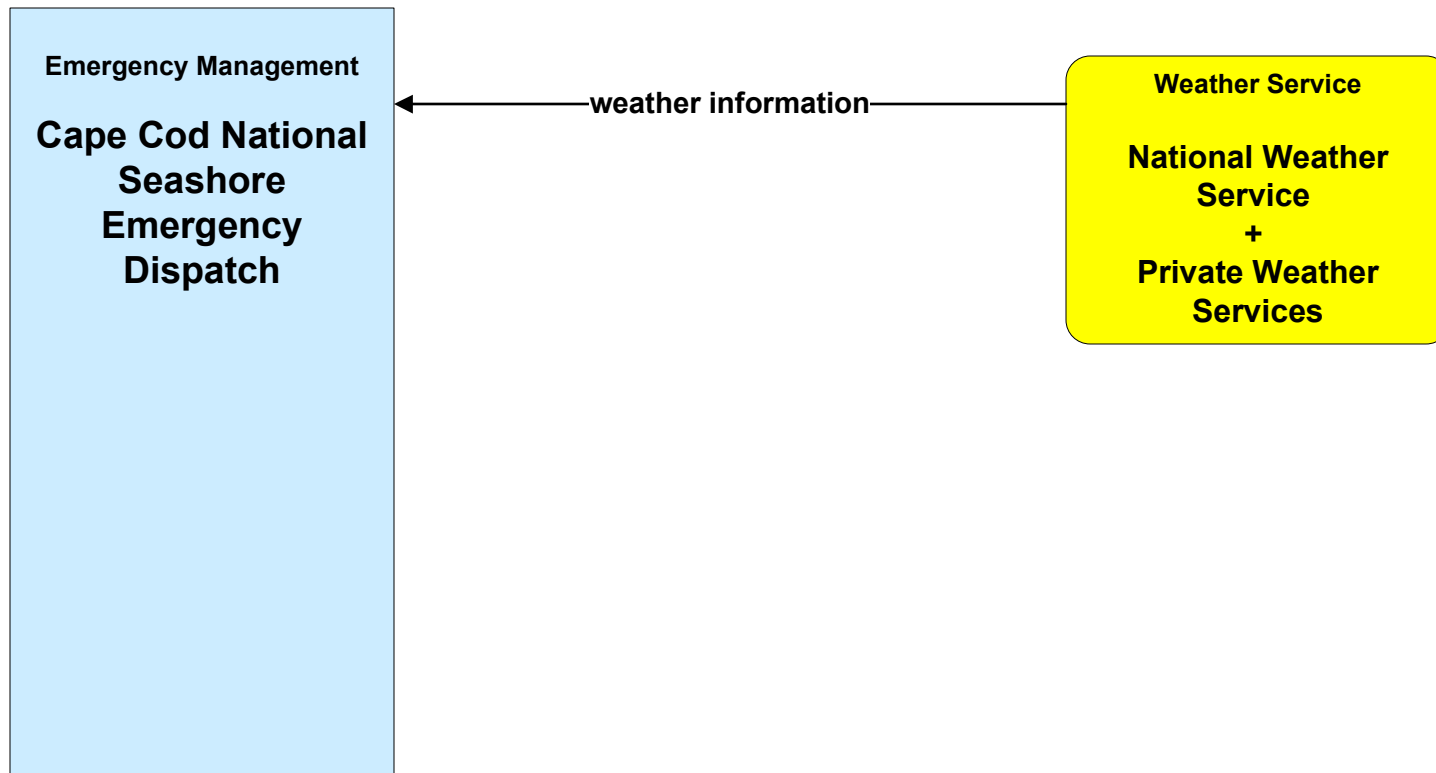 Emergency Management
Cape Cod National
Seashore
Emergency
Dispatch
weather information
Weather Service
National Weather
Service
+
Private Weather
Services